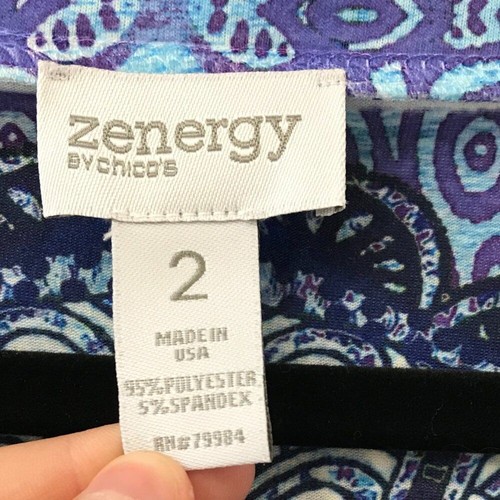 zenergy
BY chico's
2
MADE IN
USA
95% POLYESTER
5% SPANDEX
RN# 79984